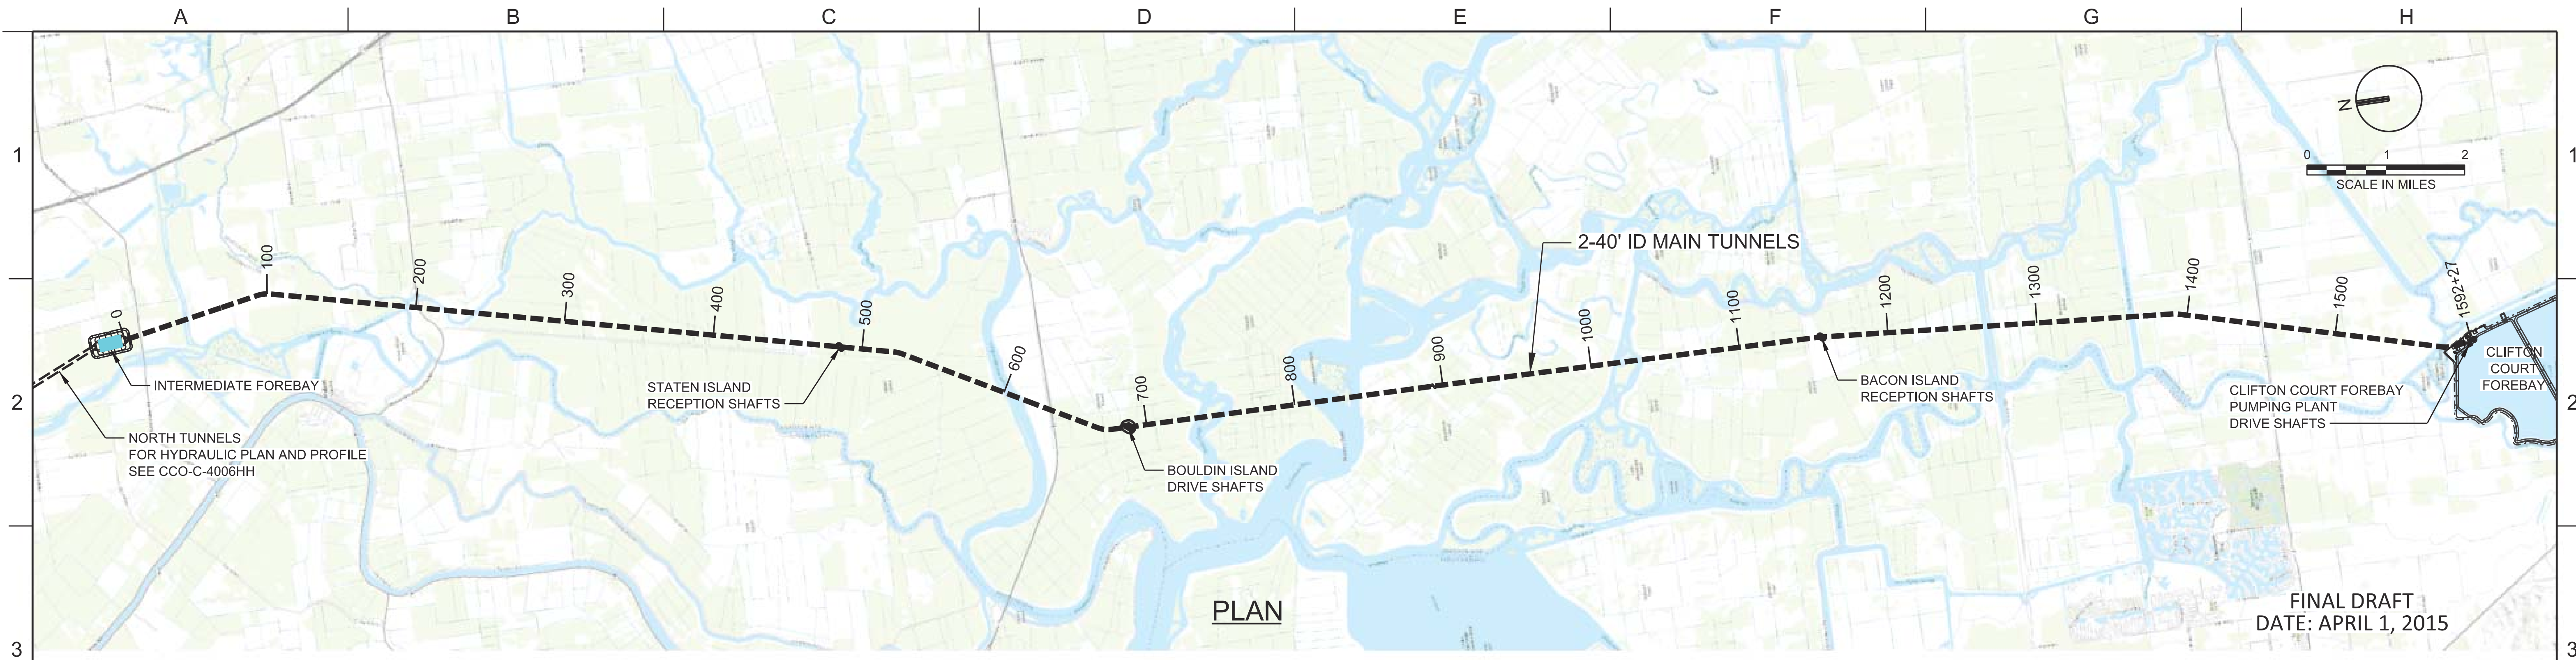 A B C D E F G H
1
1
N
0 1 2
SCALE IN MILES
2-40' ID MAIN TUNNELS
0
100
200
300
400
500
600
700
800
900
1000
1100
1200
1300
1400
1500
1592+27
INTERMEDIATE FOREBAY
STATEN ISLAND
RECEPTION SHAFTS
BACON ISLAND
RECEPTION SHAFTS
CLIFTON
COURT
FOREBAY
CLIFTON COURT FOREBAY
PUMPING PLANT
DRIVE SHAFTS
2
2
NORTH TUNNELS
FOR HYDRAULIC PLAN AND PROFILE
SEE CCO-C-4006HH
BOULDIN ISLAND
DRIVE SHAFTS
PLAN
FINAL DRAFT
DATE: APRIL 1, 2015
3
3